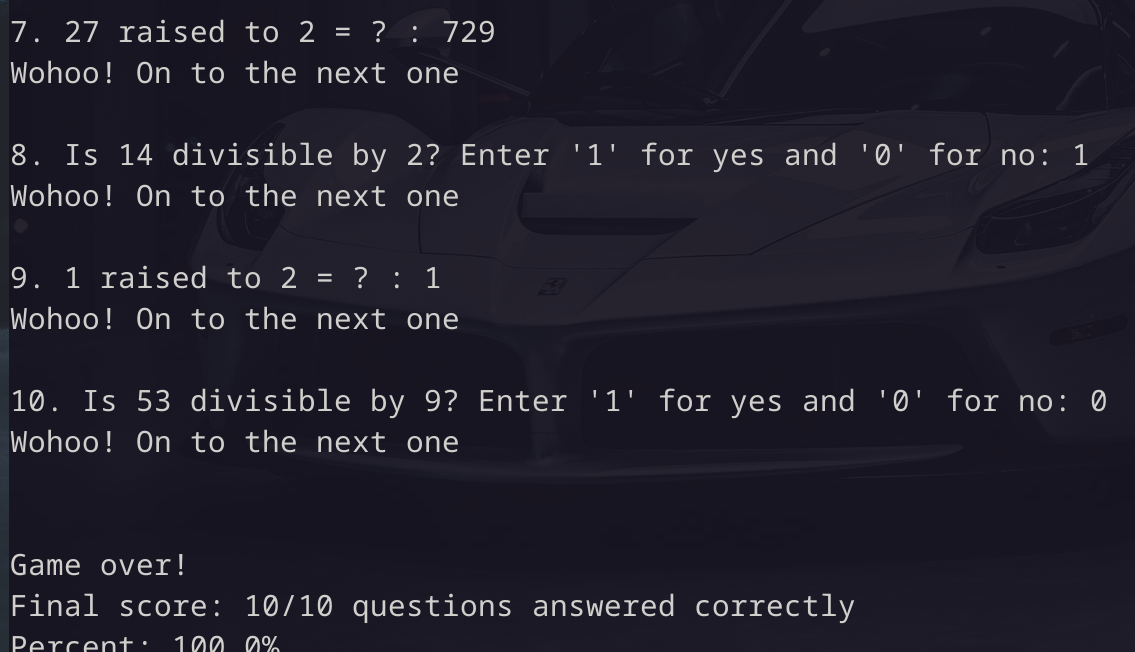 7. 27 raised to 2 = ? : 729
Wohoo! On to the next one
8. Is 14 divisible by 2? Enter '1' for yes and '0' for no: 1
Wohoo! On to the next one
9. 1 raised to 2 = ? : 1
Wohoo! On to the next one
10. Is 53 divisible by 9? Enter '1' for yes and '0' for no: 0
Wohoo! On to the next one
Game over!
Final score: 10/10 questions answered correctly
Percent: 100.0%